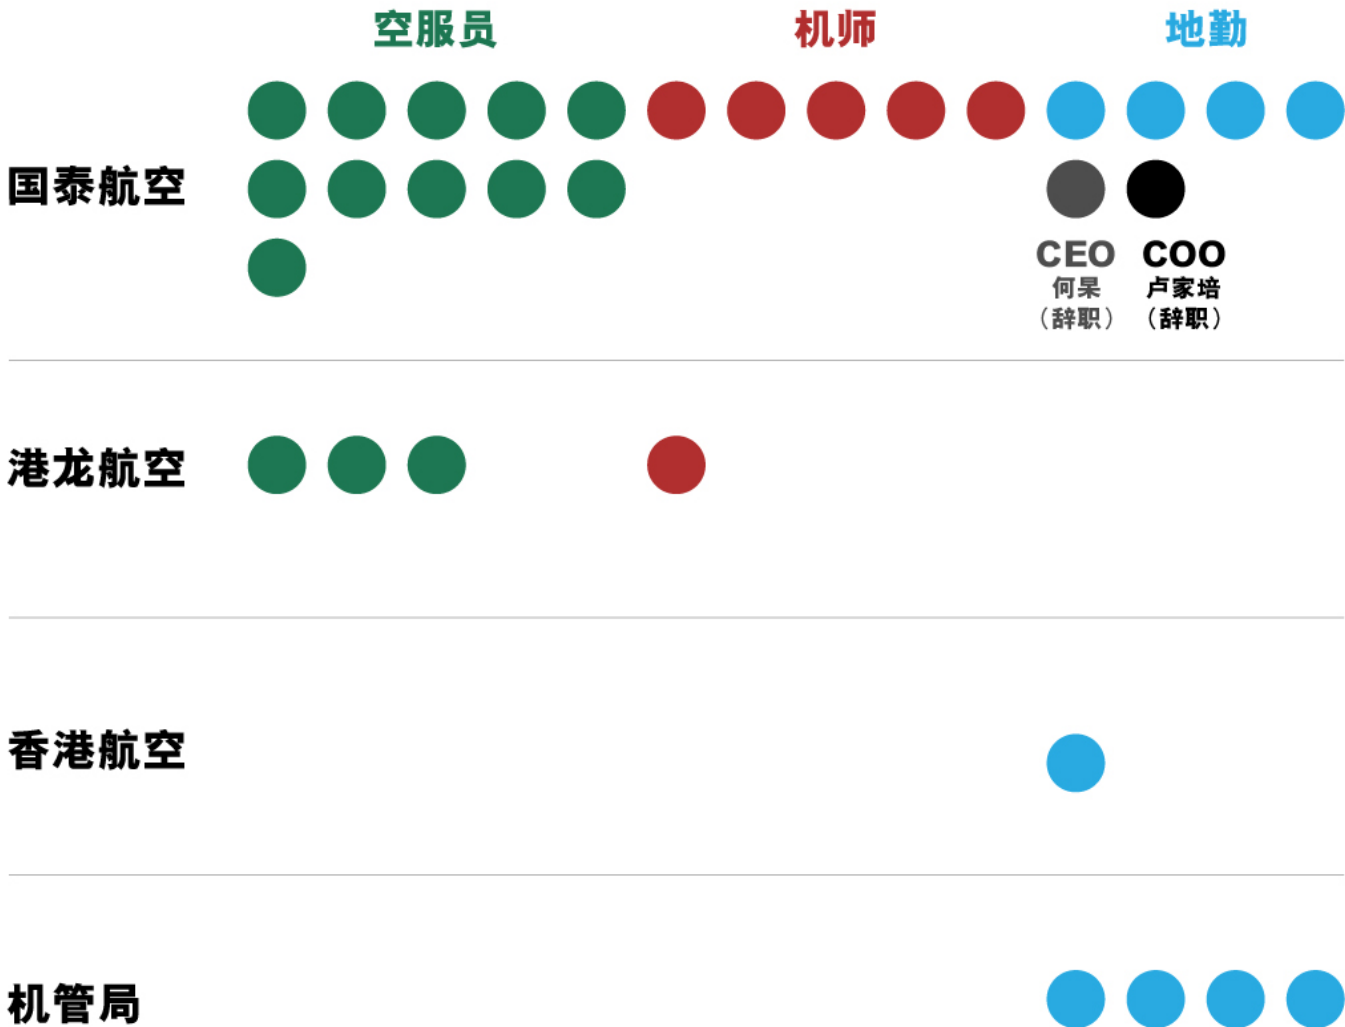 空服员 机师 地勤
国泰航空
CEO COO
何杲 卢家培
（辞职） （辞职）
港龙航空
香港航空
机管局